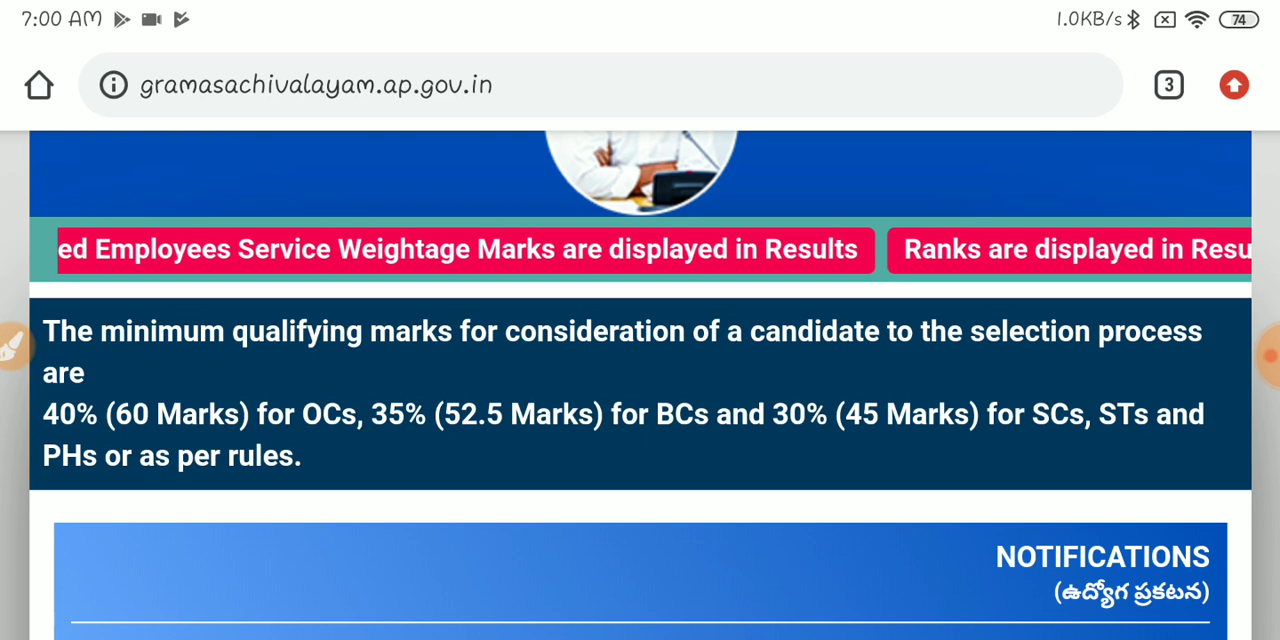 7:00 AM
1.0KB/s
74
gramasachivalayam.ap.gov.in
3
ed Employees Service Weightage Marks are displayed in Results
Ranks are displayed in Resu
The minimum qualifying marks for consideration of a candidate to the selection process
are
40% (60 Marks) for OCs, 35% (52.5 Marks) for BCs and 30% (45 Marks) for SCs, STs and
PHs or as per rules.
NOTIFICATIONS
(ఉద్యోగ ప్రకటన)